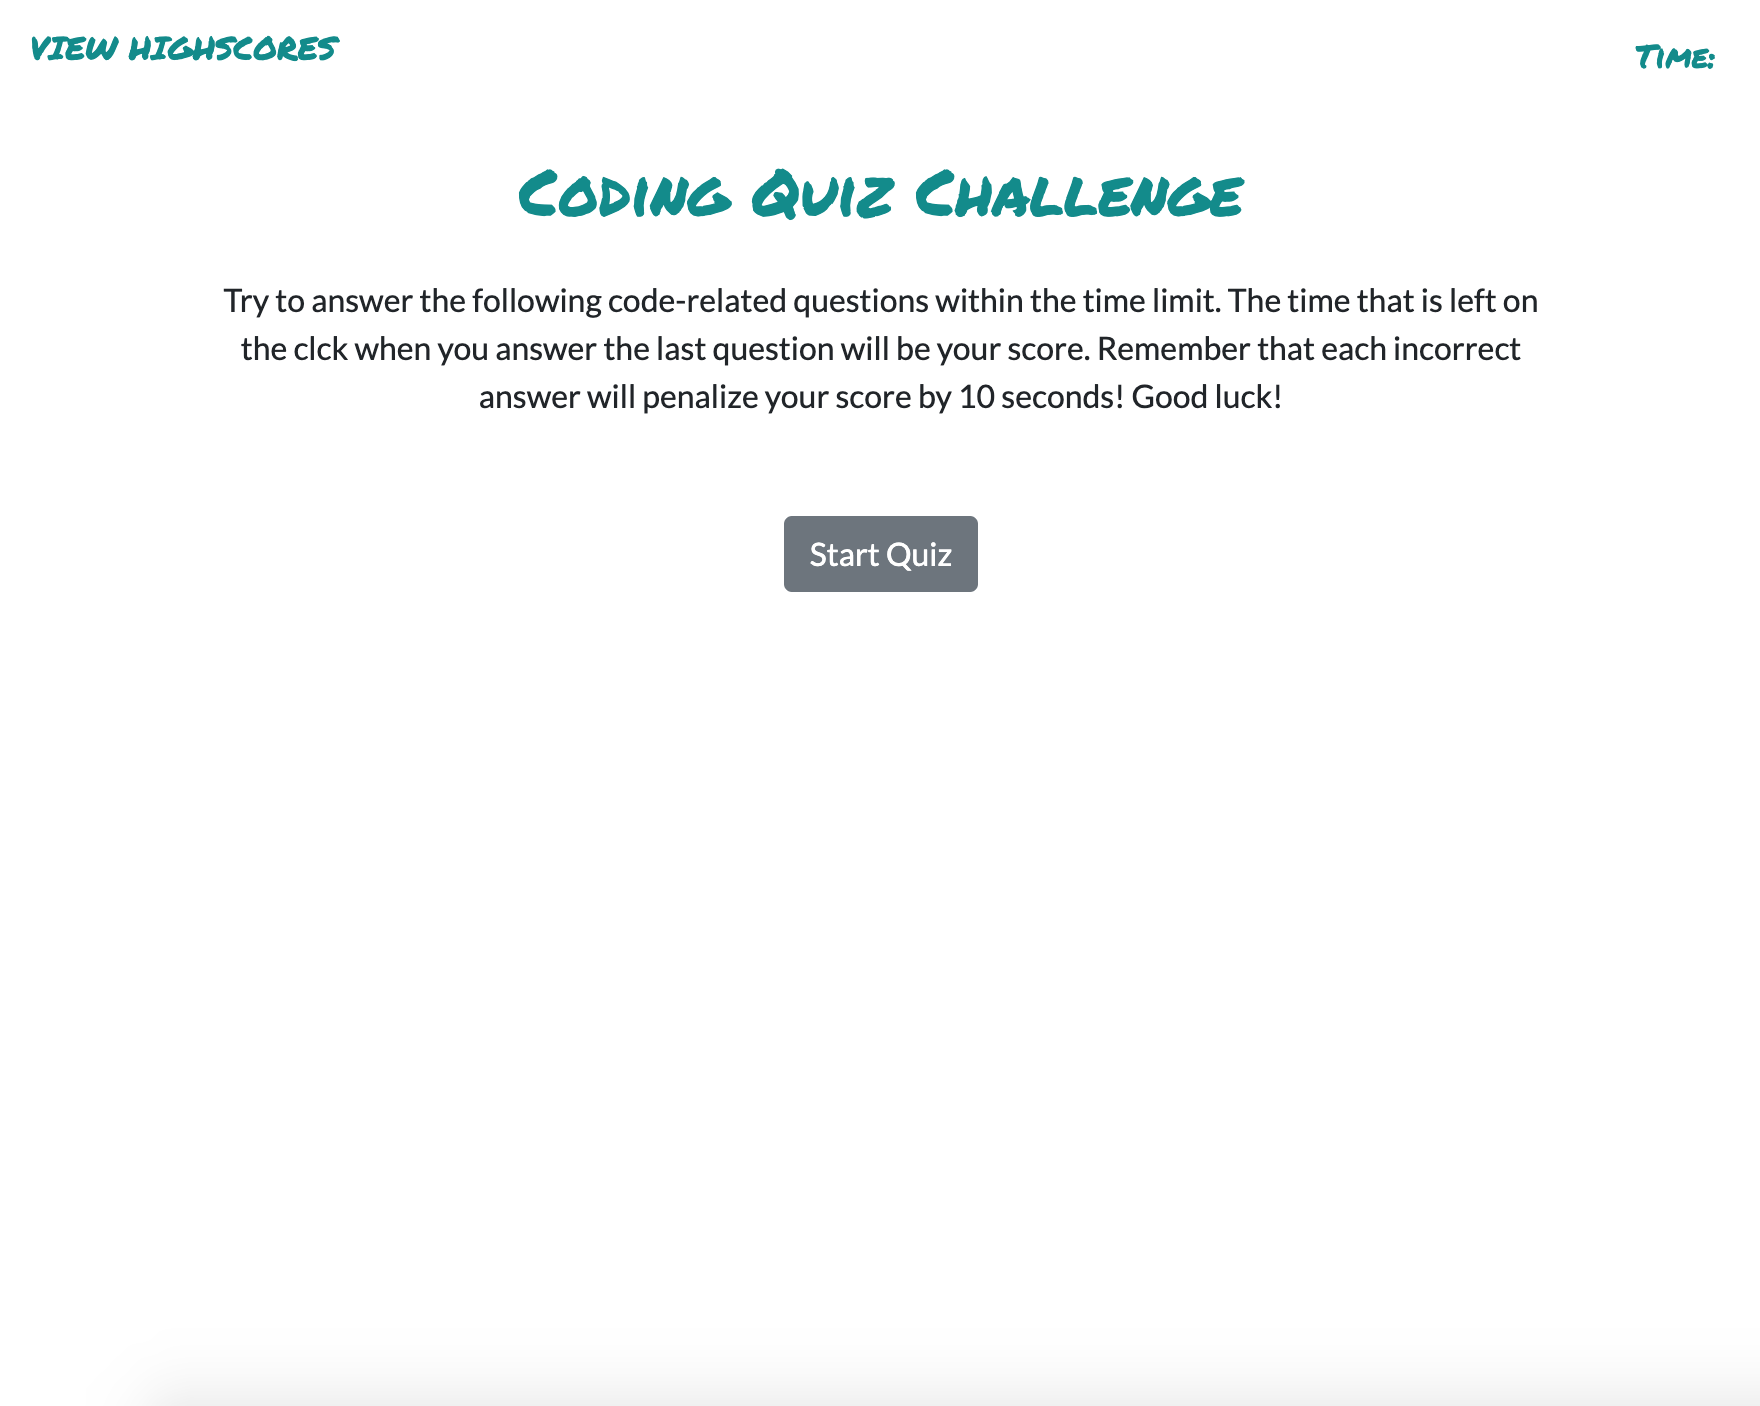 VIEW HIGHSCORES
Time:
Coding Quiz Challenge
Try to answer the following code-related questions within the time limit. The time that is left on
the clck when you answer the last question will be your score. Remember that each incorrect
answer will penalize your score by 10 seconds! Good luck!
Start Quiz